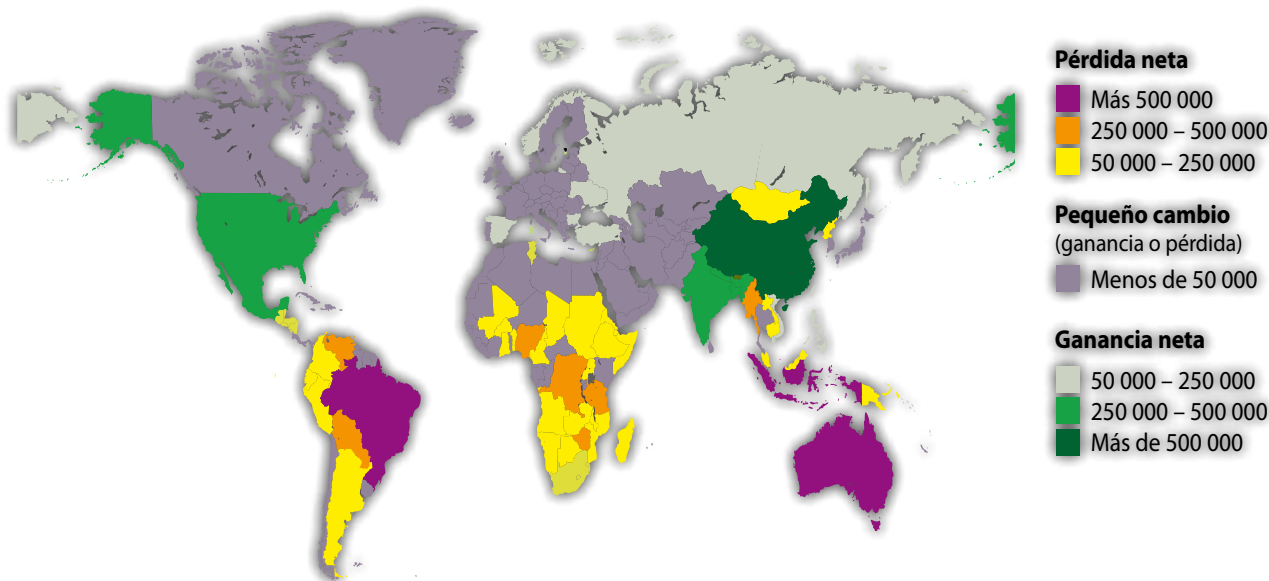 Pérdida neta
Más 500 000
250 000 – 500 000
50 000 – 250 000
Pequeño cambio
(ganancia o pérdida)
Menos de 50 000
Ganancia neta
50 000 – 250 000
250 000 – 500 000
Más de 500 000